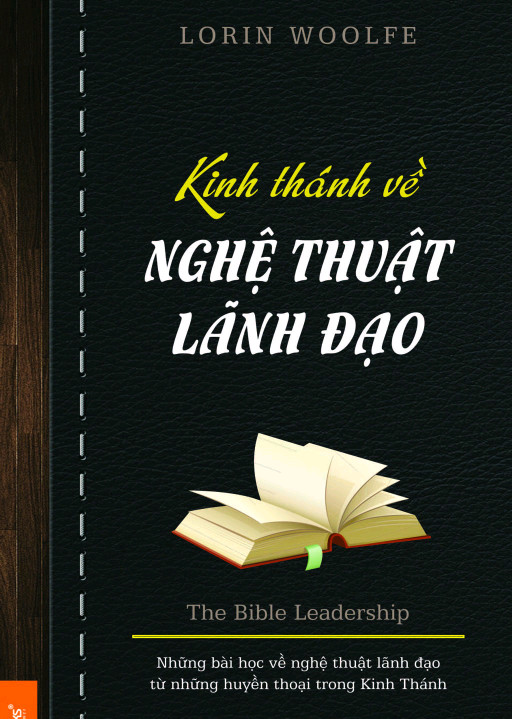 LORIN WOOLFE
Kinh thánh về
NGHỆ THUẬT
LÃNH ĐẠO
The Bible Leadership
Những bài học về nghệ thuật lãnh đạo
từ những huyền thoại trong Kinh Thánh